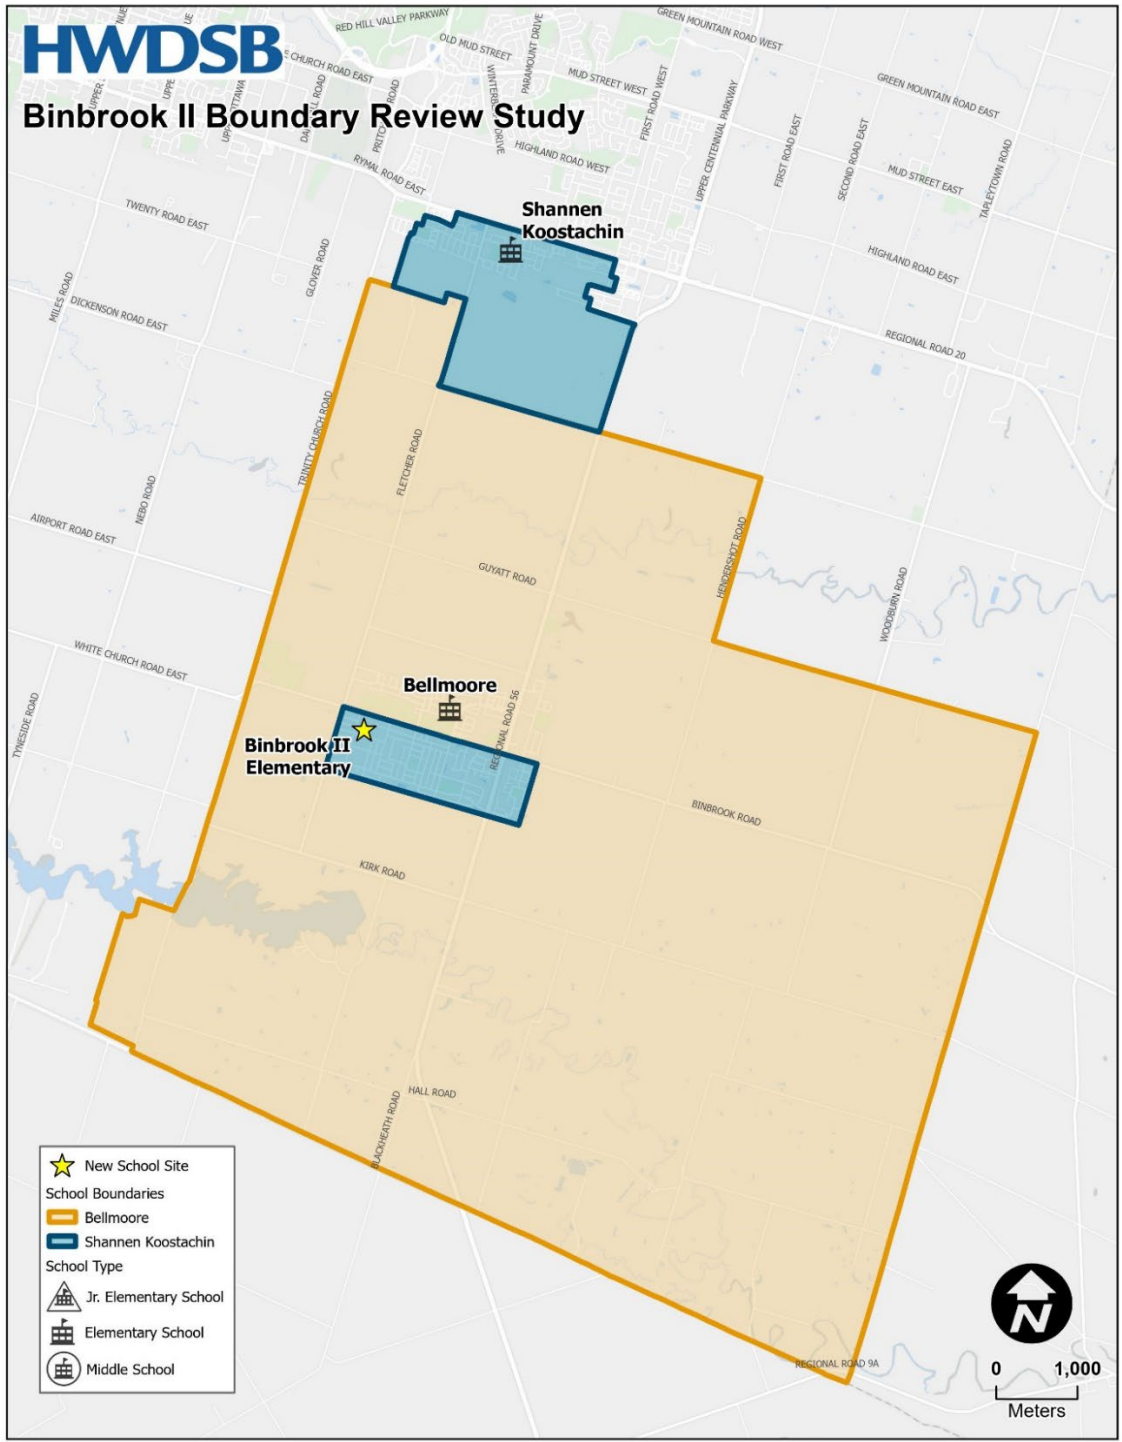 HWDSB
Binbrook II Boundary Review Study
RED HILL VALLEY PARKWAY
OLD MUD STREET
PARAMOUNT DRIVE
GREEN MOUNTAIN ROAD WEST
CHURCH ROAD EAST
MUD STREET WEST
GREEN MOUNTAIN ROAD EAST
FIRST ROAD WEST
UPPER CENTENNIAL PARKWAY
FIRST ROAD EAST
SECOND ROAD EAST
TAPLEYTOWN ROAD
HIGHLAND ROAD WEST
MUD STREET EAST
RYMAL ROAD EAST
TWENTY ROAD EAST
Shannen
Koostachin
GLOVER ROAD
HIGHLAND ROAD EAST
MILES ROAD
DICKENSON ROAD EAST
REGIONAL ROAD 20
TRINITY CHURCH ROAD
FLETCHER ROAD
NEBO ROAD
AIRPORT ROAD EAST
GUYATT ROAD
HENDERSHOT ROAD
WOODBURN ROAD
WHITE CHURCH ROAD EAST
Bellmoore
TYNESIDE ROAD
REGIONAL ROAD 56
Binbrook II
Elementary
BINBROOK ROAD
KIRK ROAD
HALL ROAD
BLACKHEATH ROAD
REGIONAL ROAD 9A
New School Site
School Boundaries
Bellmoore
Shannen Koostachin
School Type
Jr. Elementary School
Elementary School
Middle School
N
0 1,000
Meters